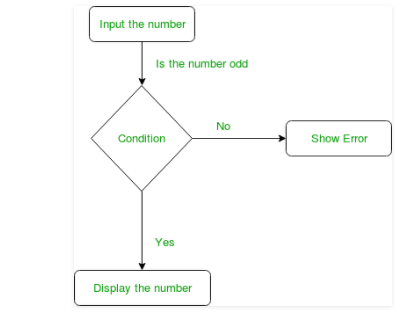 Input the number
Is the number odd
Condition
No
Show Error
Yes
Display the number